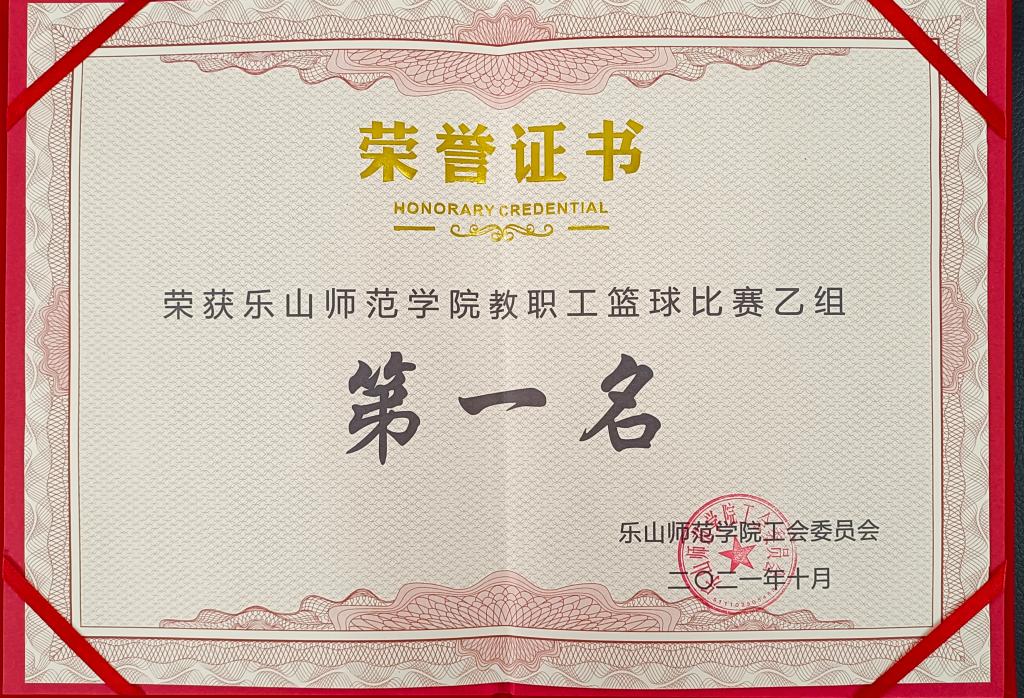 荣誉证书
HONORARY CREDENTIAL
荣获乐山师范学院教职工篮球比赛乙组
第一名
乐山师范学院工会委员会
二〇二一年十月